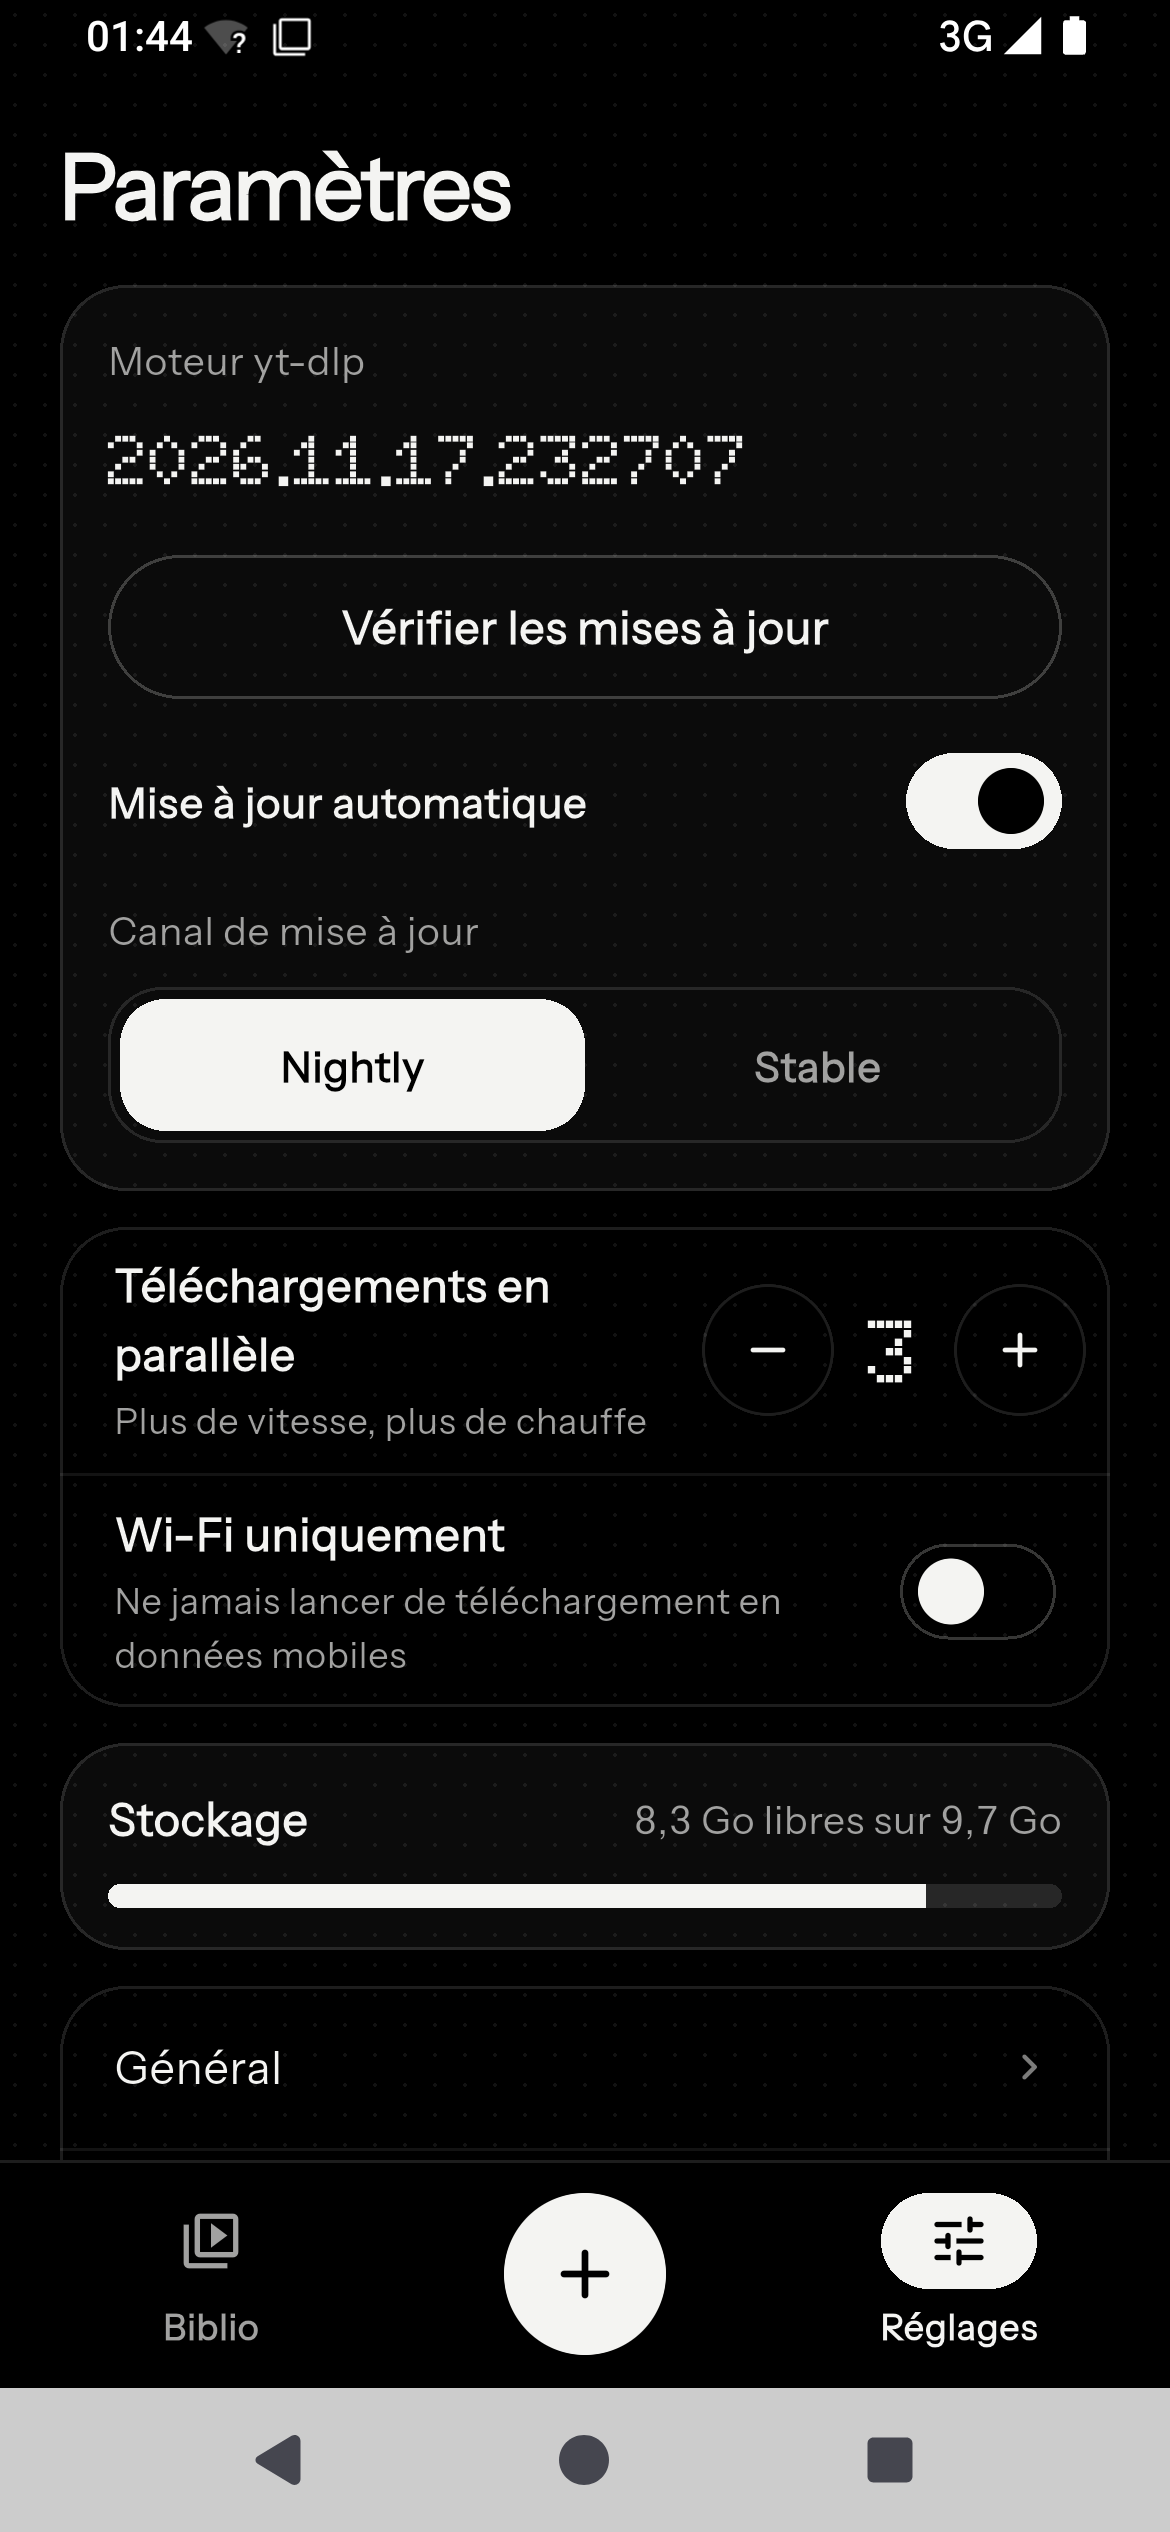 01:44
3G
Paramètres
Moteur yt-dlp
2026.11.17.232707
Vérifier les mises à jour
Mise à jour automatique
Canal de mise à jour
Nightly
Stable
Téléchargements en
parallèle
Plus de vitesse, plus de chauffe
3
Wi-Fi uniquement
Ne jamais lancer de téléchargement en
données mobiles
Stockage
8,3 Go libres sur 9,7 Go
Général
Biblio
Réglages